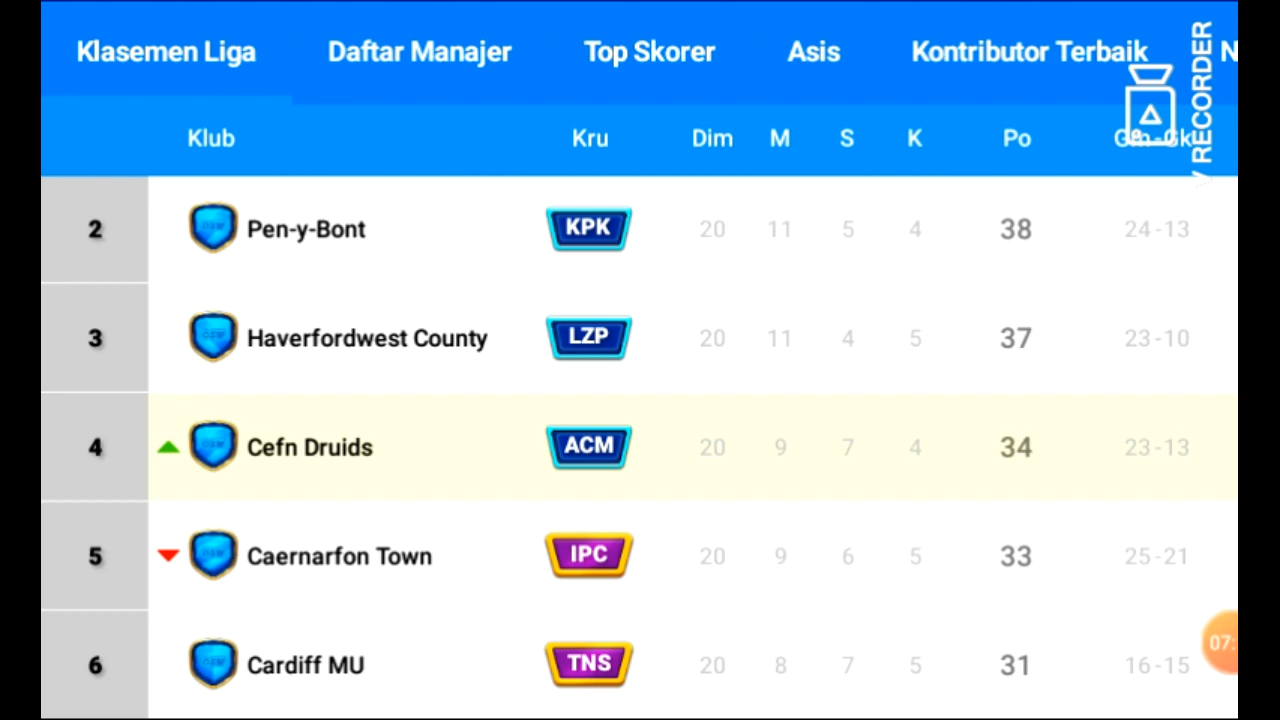 Klasemen Liga Daftar Manajer Top Skorer Asis Kontributor Terbaik N
RECORDER
Klub Kru Dim M S K Po Gm-Gk
2 Pen-y-Bont KPK 20 11 5 4 38 24-13
3 Haverfordwest County LZP 20 11 4 5 37 23-10
4 Cefn Druids ACM 20 9 7 4 34 23-13
5 Caernarfon Town IPC 20 9 6 5 33 25-21
07:
6 Cardiff MU TNS 20 8 7 5 31 16-15